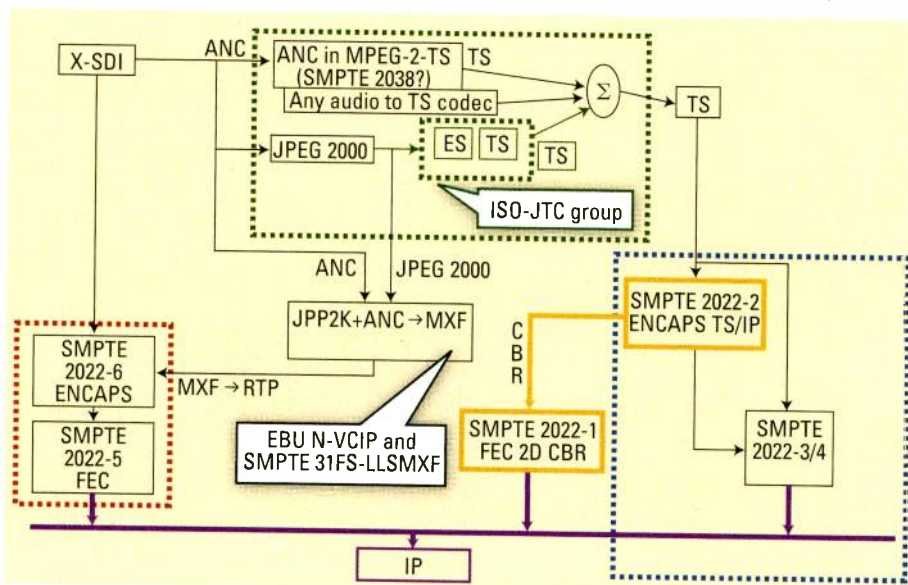 X-SDI
ANC
ANC in MPEG-2-TS
(SMPTE 2038?)
TS
Any audio to TS codec
Σ
TS
JPEG 2000
ES
TS
TS
ISO-JTC group
ANC
JPEG 2000
JPP2K+ANC→MXF
SMPTE
2022-6
ENCAPS
MXF→RTP
SMPTE
2022-5
FEC
EBU N-VCIP and
SMPTE 31FS-LLSMXF
CBR
SMPTE 2022-2
ENCAPS TS/IP
SMPTE 2022-1
FEC 2D CBR
SMPTE
2022-3/4
IP